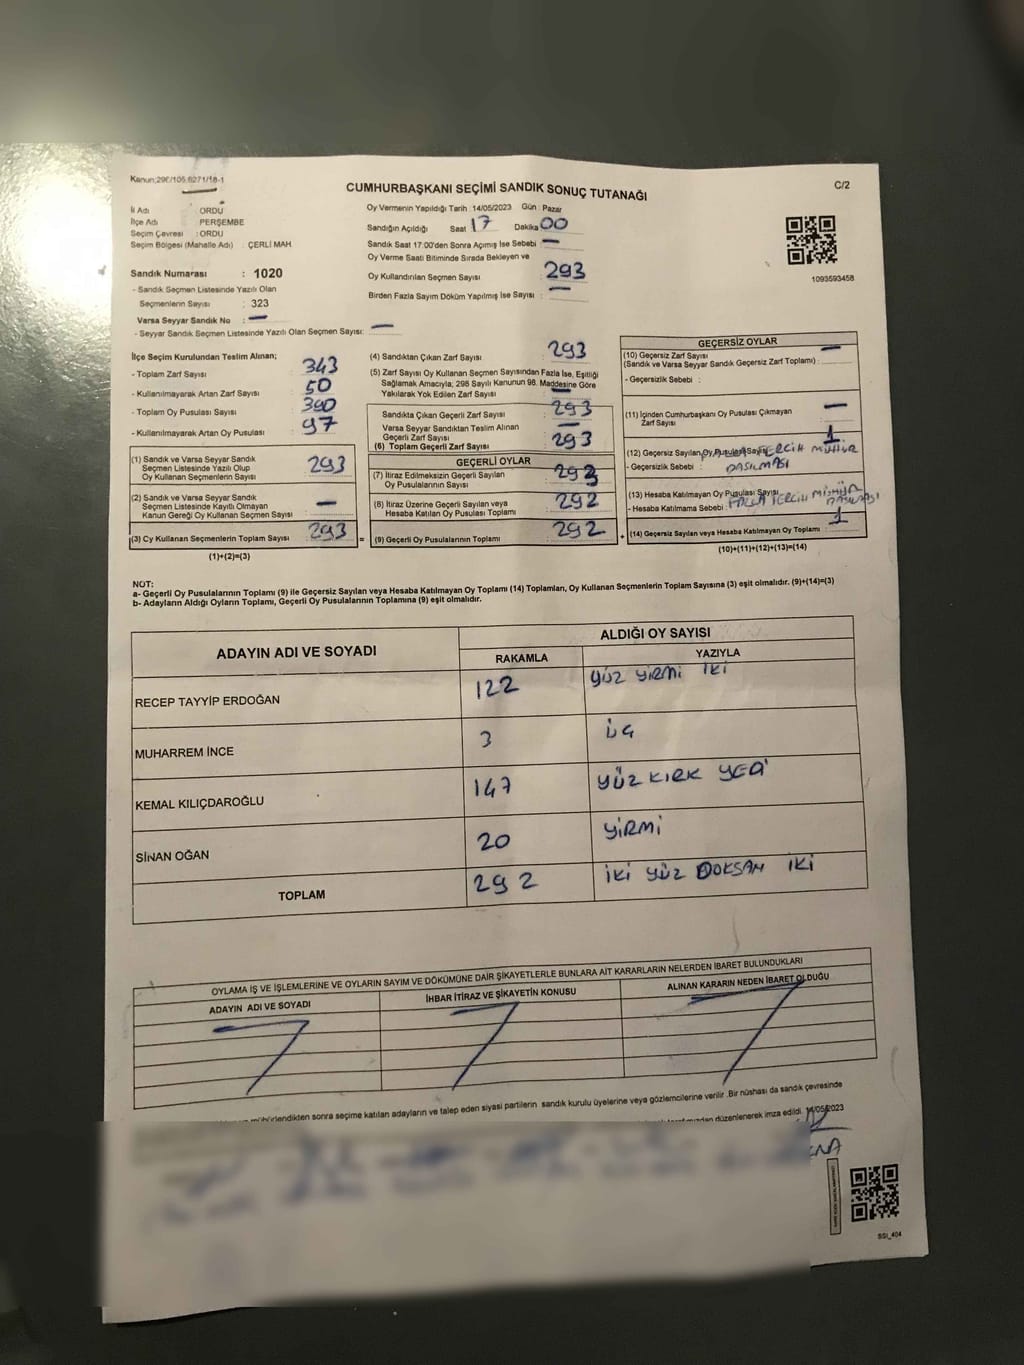 Kanun:298/105,6271/18-1
CUMHURBAŞKANI SEÇİMİ SANDIK SONUÇ TUTANAĞI
C/2
İl Adı : ORDU
İlçe Adı : PERŞEMBE
Seçim Çevresi : ORDU
Seçim Bölgesi (Mahalle Adı) : ÇERLİ MAH
Sandık Numarası : 1020
- Sandık Seçmen Listesinde Yazılı Olan
Seçmenlerin Sayısı : 323
Varsa Seyyar Sandık No : —
- Seyyar Sandık Seçmen Listesinde Yazılı Olan Seçmen Sayısı: —
Oy Vermenin Yapıldığı Tarih : 14/05/2023 Gün : Pazar
Sandığın Açıldığı Saat 17 Dakika 00
Sandık Saat 17.00'den Sonra Açılmış İse Sebebi —
Oy Verme Saati Bitiminde Sırada Bekleyen ve
Oy Kullandırılan Seçmen Sayısı : 293
Birden Fazla Sayım Döküm Yapılmış İse Sayısı : —
1093593458
İlçe Seçim Kurulundan Teslim Alınan;
- Toplam Zarf Sayısı : 343
- Kullanılmayarak Artan Zarf Sayısı : 50
- Toplam Oy Pusulası Sayısı : 390
- Kullanılmayarak Artan Oy Pusulası : 97
(1) Sandık ve Varsa Seyyar Sandık
Seçmen Listesinde Yazılı Olup
Oy Kullanan Seçmenlerin Sayısı : 293
(2) Sandık ve Varsa Seyyar Sandık
Seçmen Listesinde Kayıtlı Olmayan
Kanun Gereği Oy Kullanan Seçmen Sayısı : —
(3) Oy Kullanan Seçmenlerin Toplam Sayısı : 293
(1)+(2)=(3)
=
(4) Sandıktan Çıkan Zarf Sayısı : 293
(5) Zarf Sayısı Oy Kullanan Seçmen Sayısından Fazla İse, Eşitliği
Sağlamak Amacıyla, 298 Sayılı Kanunun 98. Maddesine Göre
Yakılarak Yok Edilen Zarf Sayısı : —
Sandıkta Çıkan Geçerli Zarf Sayısı : 293
Varsa Seyyar Sandıktan Teslim Alınan
Geçerli Zarf Sayısı : —
(6) Toplam Geçerli Zarf Sayısı : 293
GEÇERLİ OYLAR
(7) İtiraz Edilmeksizin Geçerli Sayılan
Oy Pusulalarının Sayısı : 292
(8) İtiraz Üzerine Geçerli Sayılan veya
Hesaba Katılan Oy Pusulası Toplamı : 292
(9) Geçerli Oy Pusulalarının Toplamı : 292
+
GEÇERSİZ OYLAR
(10) Geçersiz Zarf Sayısı
(Sandık ve Varsa Seyyar Sandık Geçersiz Zarf Toplamı) : —
- Geçersizlik Sebebi :
(11) İçinden Cumhurbaşkanı Oy Pusulası Çıkmayan
Zarf Sayısı : —
(12) Geçersiz Sayılan Oy Pusulası Sayısı : 1
- Geçersizlik Sebebi : TERCİH MÜHÜR
BASILMASI
(13) Hesaba Katılmayan Oy Pusulası Sayısı
- Hesaba Katılmama Sebebi : FAZLA TERCİH MÜHÜR
BASILMASI
(14) Geçersiz Sayılan veya Hesaba Katılmayan Oy Toplamı : 1
(10)+(11)+(12)+(13)=(14)
NOT:
a- Geçerli Oy Pusulalarının Toplamı (9) ile Geçersiz Sayılan veya Hesaba Katılmayan Oy Toplamı (14) Toplamları, Oy Kullanan Seçmenlerin Toplam Sayısına (3) eşit olmalıdır. (9)+(14)=(3)
b- Adayların Aldığı Oyların Toplamı, Geçerli Oy Pusulalarının Toplamına (9) eşit olmalıdır.
ADAYIN ADI VE SOYADI ALDIĞI OY SAYISI
RAKAMLA YAZIYLA
RECEP TAYYİP ERDOĞAN 122 YÜZ YİRMİ İKİ
MUHARREM İNCE 3 ÜÇ
KEMAL KILIÇDAROĞLU 147 YÜZ KIRK YEDİ
SİNAN OĞAN 20 YİRMİ
TOPLAM 292 İKİ YÜZ DOKSAN İKİ
OYLAMA İŞ VE İŞLEMLERİNE VE OYLARIN SAYIM VE DÖKÜMÜNE DAİR ŞİKAYETLERLE BUNLARA AİT KARARLARIN NELERDEN İBARET BULUNDUKLARI
ADAYIN ADI VE SOYADI İHBAR İTİRAZ VE ŞİKAYETİN KONUSU ALINAN KARARIN NEDEN İBARET OLDUĞU
mühürlendikten sonra seçime katılan adayların ve talep eden siyasi partilerin sandık kurulu üyelerine veya gözlemcilerine verilir .Bir nüshası da sandık çevresinde
düzenlenerek imza edildi. 14/05/2023
SSI_404